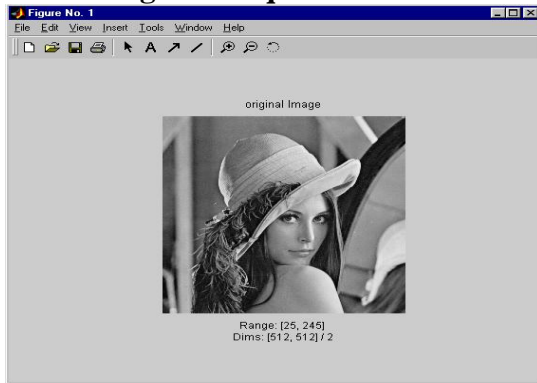 Figure No. 1
File Edit View Insert Tools Window Help
A
original Image
Range: [25, 245]
Dims: [512, 512] / 2